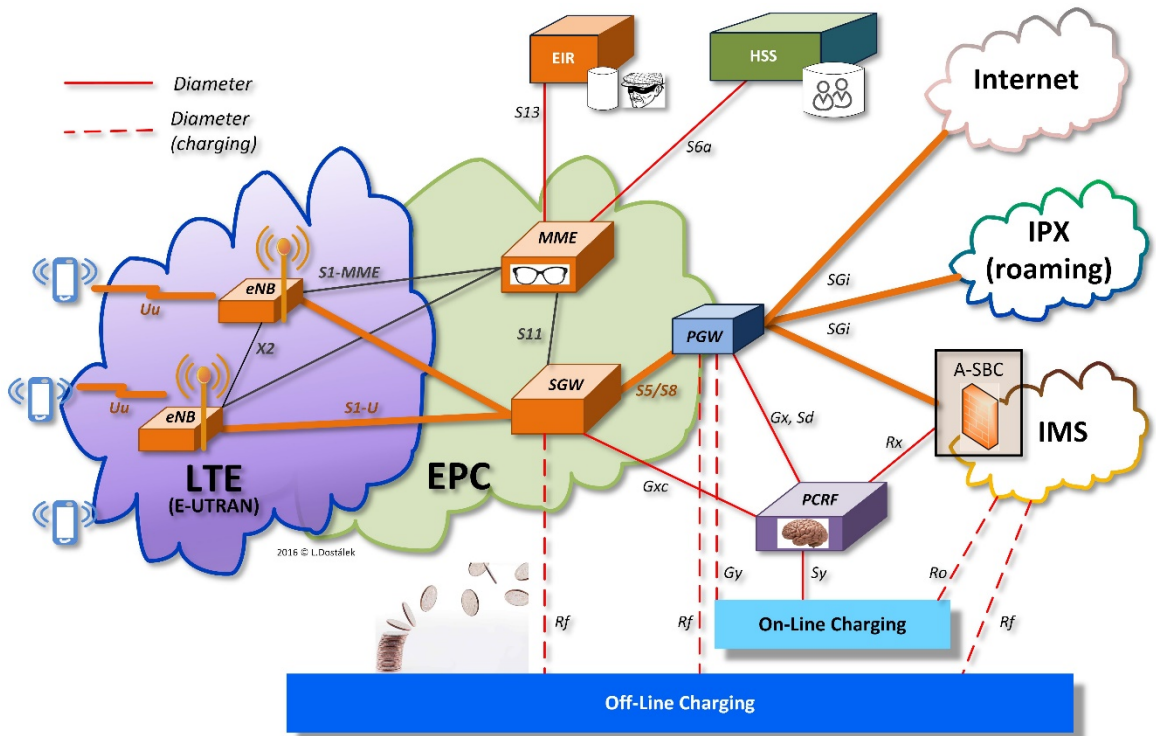 EIR
HSS
Internet
Diameter
Diameter
(charging)
S13
S6a
MME
IPX
(roaming)
S1-MME
eNB
Uu
SGi
SGi
S11
PGW
X2
SGW
S5/S8
A-SBC
Uu
eNB
S1-U
Gx, Sd
Rx
IMS
LTE
(E-UTRAN)
EPC
Gxc
PCRF
2016 © L.Dostálek
Gy
Sy
Ro
Rf
Rf
Rf
On-Line Charging
Off-Line Charging